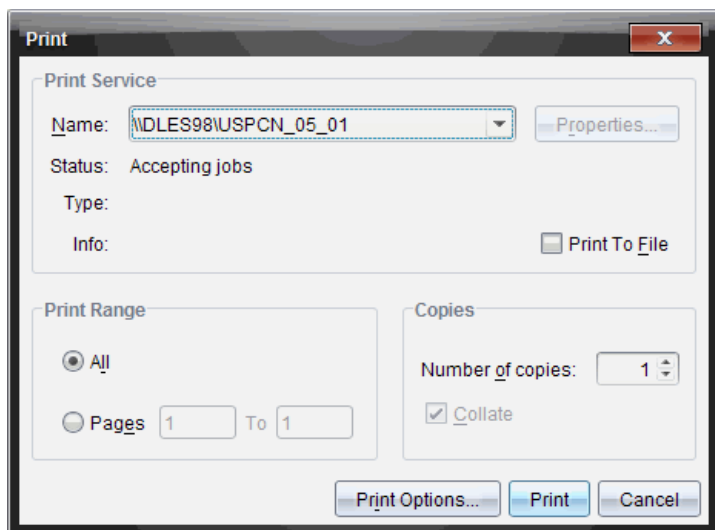 Print
Print Service
Name: \\DLES98\USPCN_05_01 Properties...
Status: Accepting jobs
Type:
Info: Print To File
Print Range
All
Pages 1 To 1
Copies
Number of copies: 1
Collate
Print Options... Print Cancel